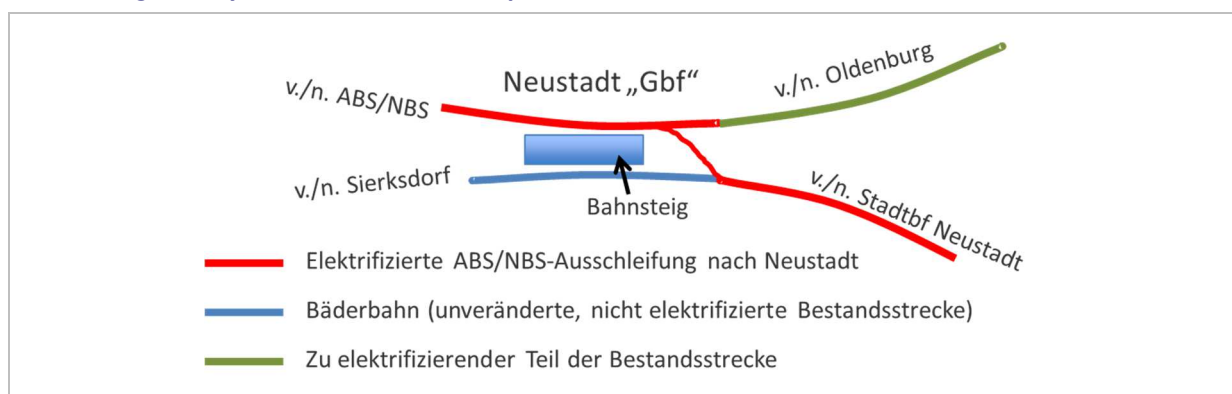 Neustadt „Gbf“
v./n. ABS/NBS
v./n. Oldenburg
v./n. Sierksdorf
Bahnsteig
v./n. Stadtbf Neustadt
Elektrifizierte ABS/NBS-Ausschleifung nach Neustadt
Bäderbahn (unveränderte, nicht elektrifizierte Bestandsstrecke)
Zu elektrifizierender Teil der Bestandsstrecke